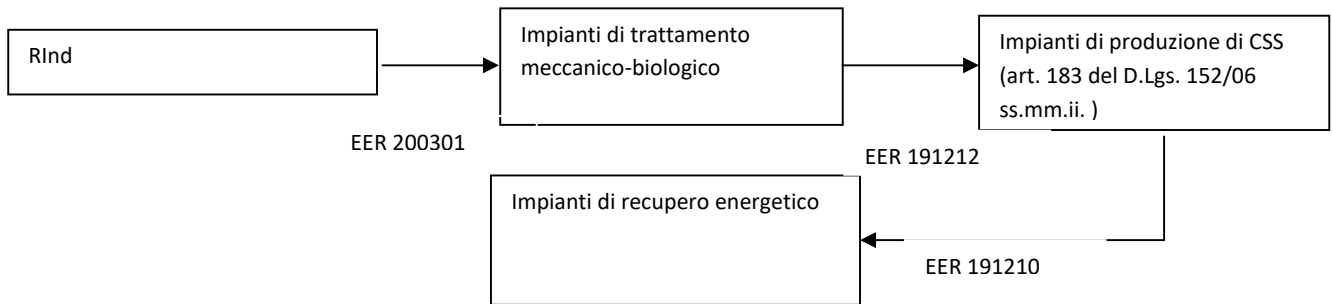 RInd
EER 200301
Impianti di trattamento
meccanico-biologico
EER 191212
Impianti di produzione di CSS
(art. 183 del D.Lgs. 152/06
ss.mm.ii. )
EER 191210
Impianti di recupero energetico